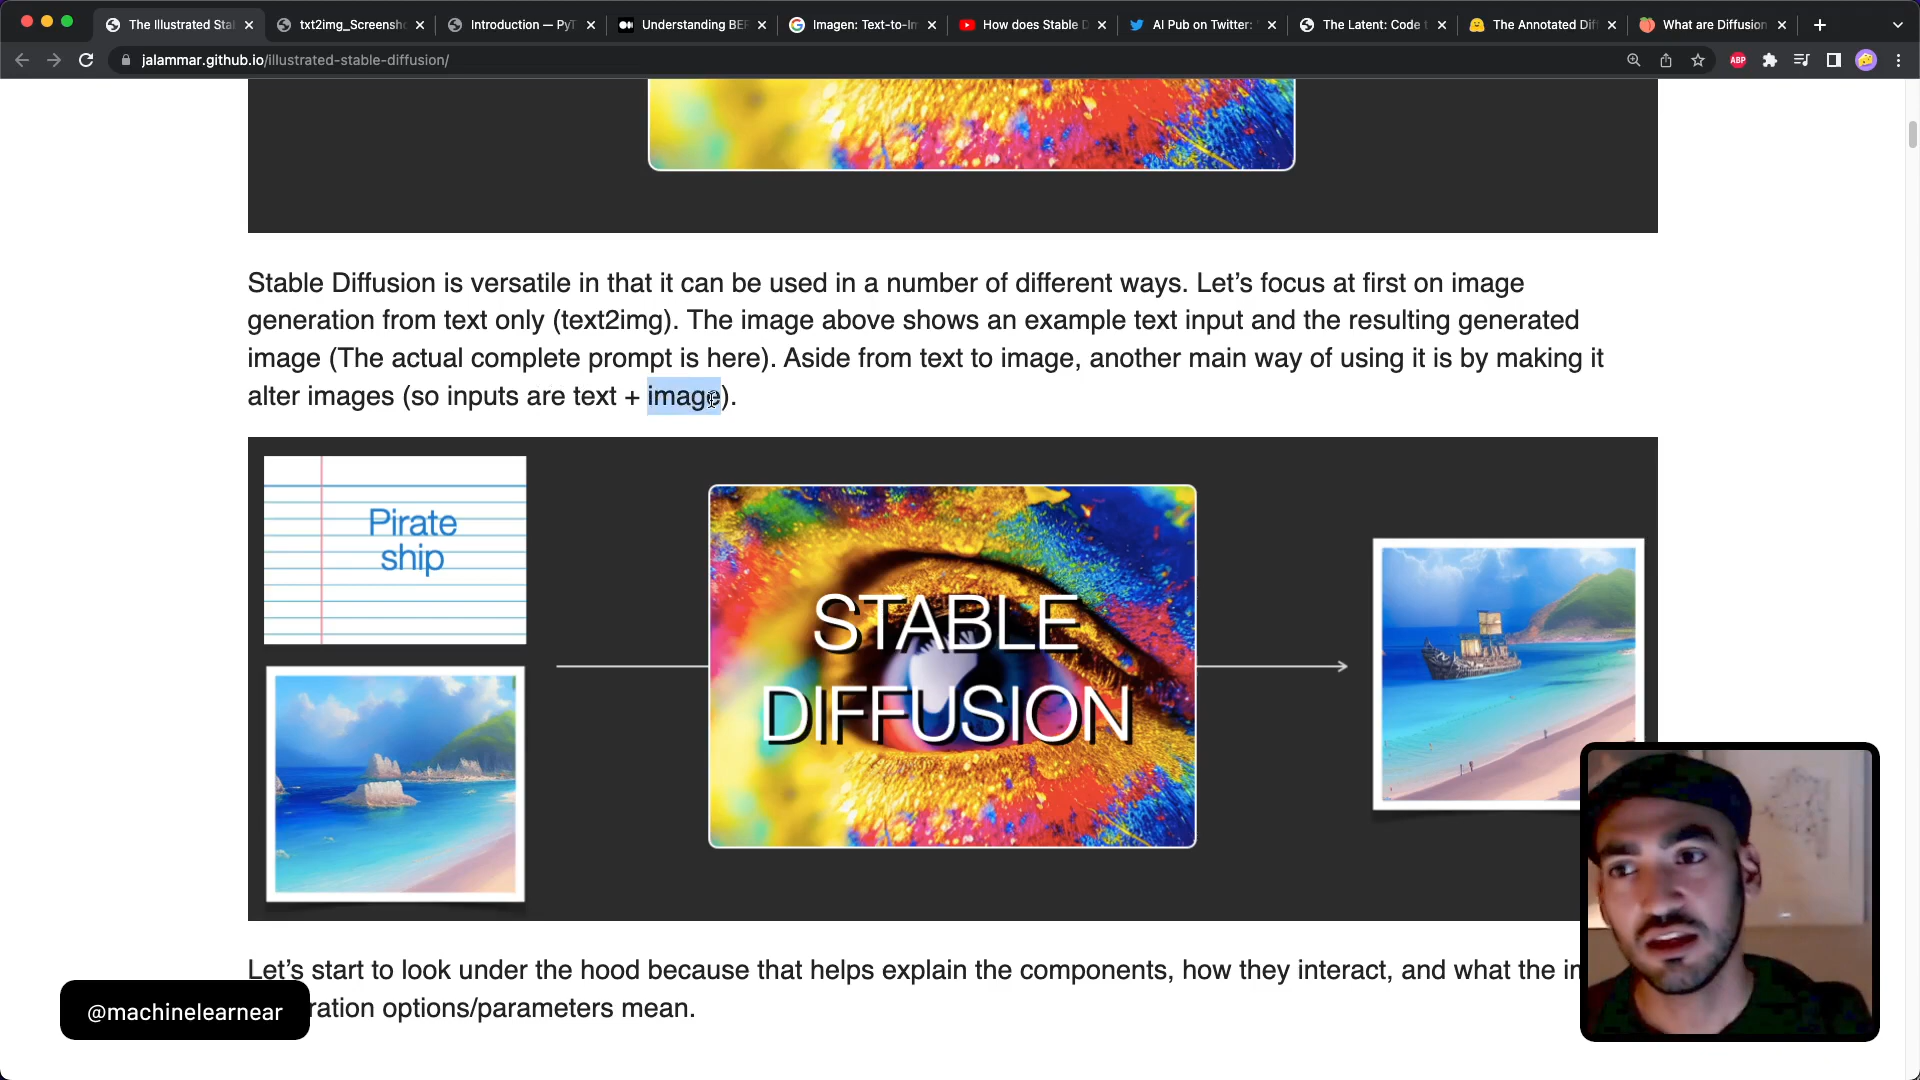 The Illustrated Sta
txt2img_Screensh
Introduction — PyT
Understanding BER
Imagen: Text-to-Im
How does Stable D
AI Pub on Twitter:
The Latent: Code t
The Annotated Diff
What are Diffusion
jalammar.github.io/illustrated-stable-diffusion/
ABP
Stable Diffusion is versatile in that it can be used in a number of different ways. Let’s focus at first on image
generation from text only (text2img). The image above shows an example text input and the resulting generated
image (The actual complete prompt is here). Aside from text to image, another main way of using it is by making it
alter images (so inputs are text + image).
Pirate
ship
STABLE
DIFFUSION
Let’s start to look under the hood because that helps explain the components, how they interact, and what the i
ration options/parameters mean.
@machinelearnear